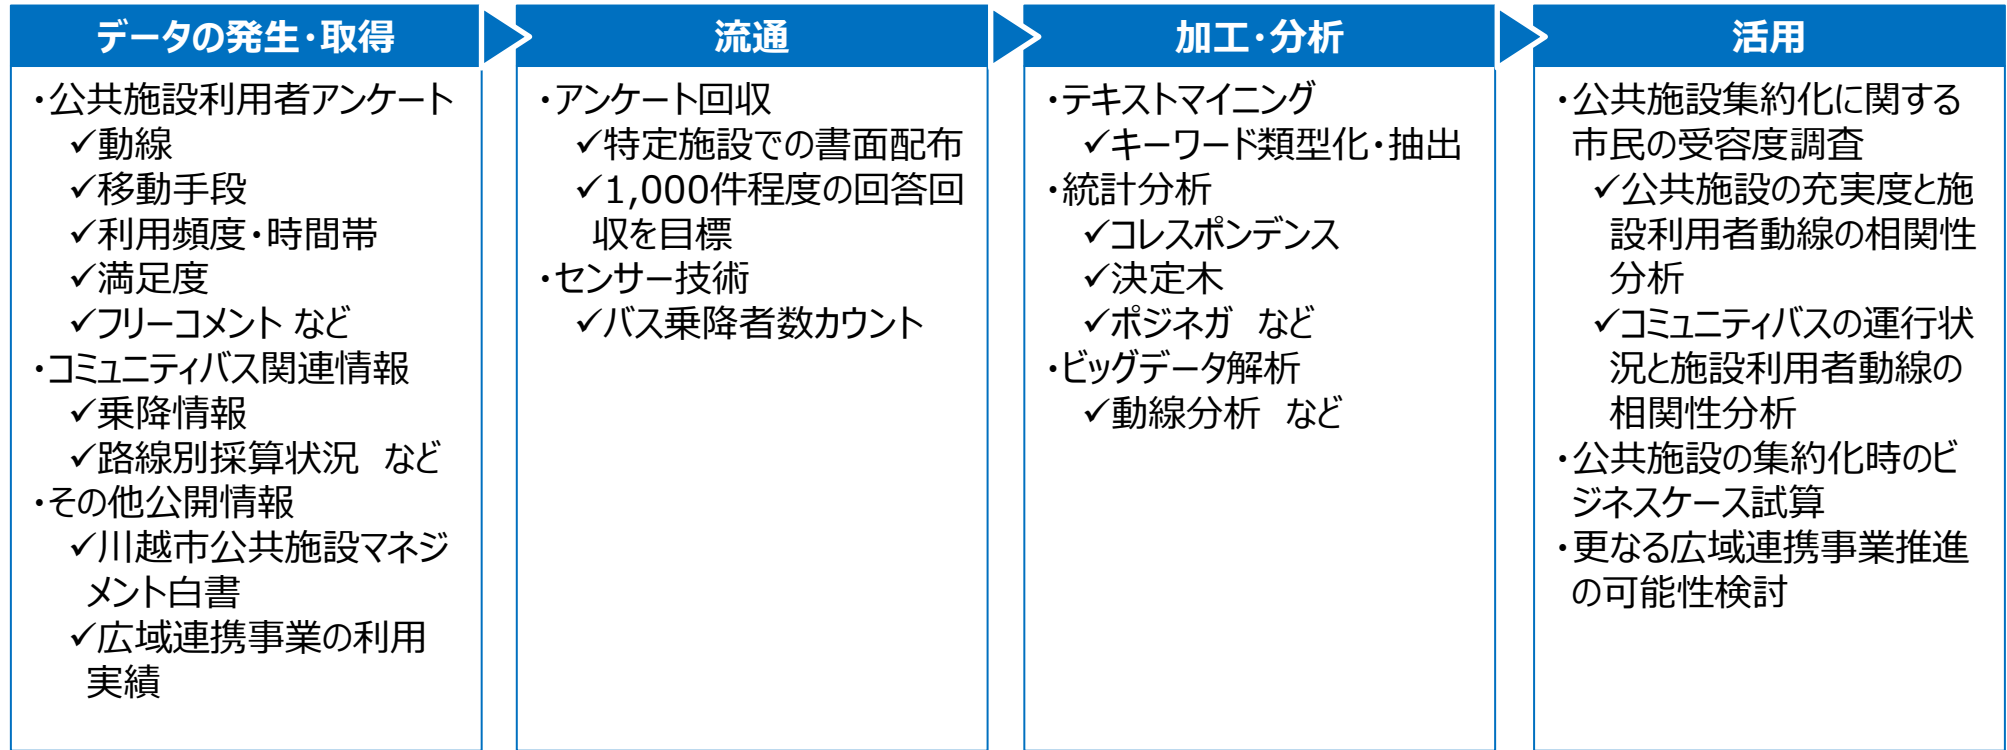 データの発生・取得
・公共施設利用者アンケート
✓動線
✓移動手段
✓利用頻度・時間帯
✓満足度
✓フリーコメント など
・コミュニティバス関連情報
✓乗降情報
✓路線別採算状況　など
・その他公開情報
✓川越市公共施設マネジ
メント白書
✓広域連携事業の利用
実績
流通
・アンケート回収
✓特定施設での書面配布
✓1,000件程度の回答回
収を目標
・センサー技術
✓バス乗降者数カウント
加工・分析
・テキストマイニング
✓キーワード類型化・抽出
・統計分析
✓コレスポンデンス
✓決定木
✓ポジネガ　など
・ビッグデータ解析
✓動線分析　など
活用
・公共施設集約化に関する
市民の受容度調査
✓公共施設の充実度と施
設利用者動線の相関性
分析
✓コミュニティバスの運行状
況と施設利用者動線の
相関性分析
・公共施設の集約化時のビ
ジネスケース試算
・更なる広域連携事業推進
の可能性検討